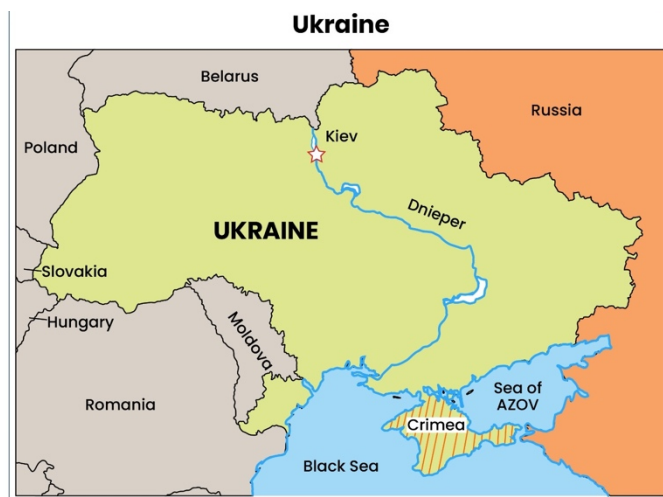 Ukraine
Belarus
Russia
Kiev
Poland
Dnieper
UKRAINE
Slovakia
Hungary
Moldova
Romania
Sea of
AZOV
Crimea
Black Sea